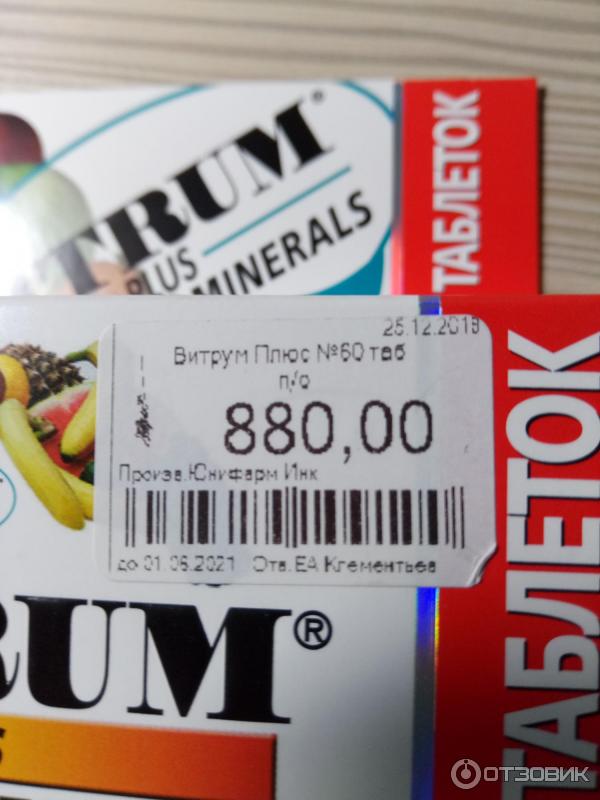 TRUM®
PLUS
MINERALS
ТАБЛЕТОК
25.12.2019
Витрум Плюс №60 таб
п/о
880,00
Произв.Юнифарм Инк
до 01.06.2021 Отв.ЕА Клементьева
RUM®
S
ТАБЛЕТОК
ОТЗОВИК